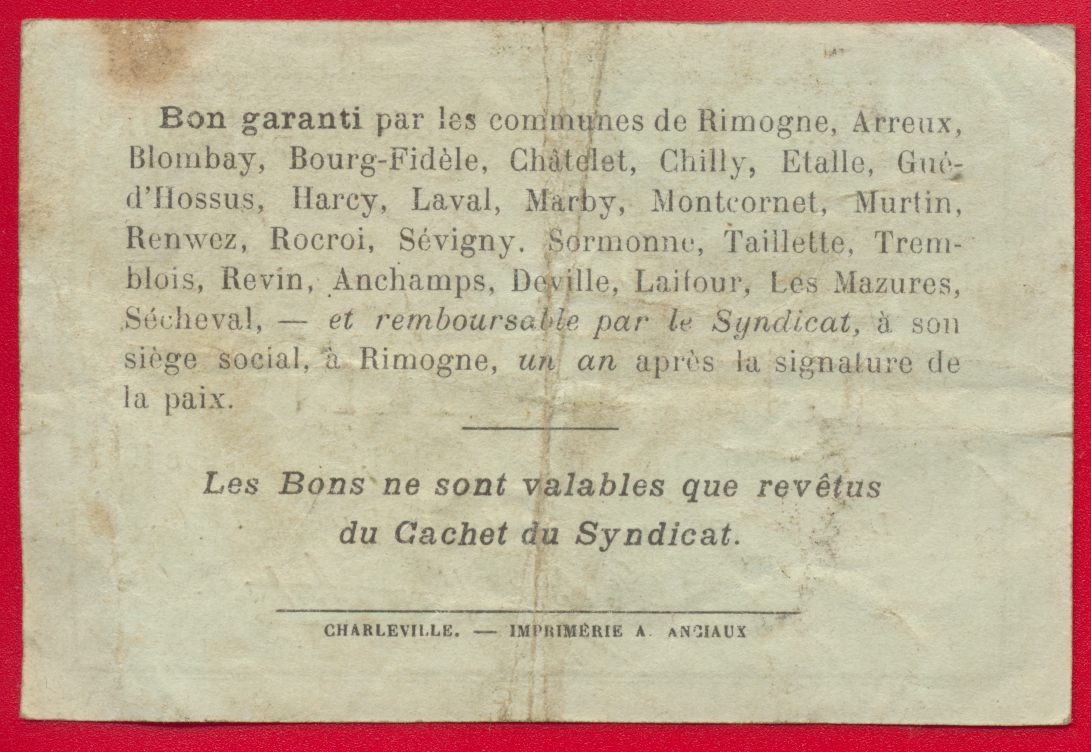 Bon garanti par les communes de Rimogne, Arreux,
Blombay, Bourg-Fidèle, Châtelet, Chilly, Etalle, Gué-
d'Hossus, Harcy, Laval, Marby, Montcornet, Murtin,
Renwez, Rocroi, Sévigny. Sormonne, Taillette, Trem-
blois, Revin, Anchamps, Deville, Laifour, Les Mazures,
Sécheval, — et remboursable par le Syndicat, à son
siège social, à Rimogne, un an après la signature de
la paix.
Les Bons ne sont valables que revêtus
du Cachet du Syndicat.
CHARLEVILLE. — IMPRIMERIE A. ANCIAUX